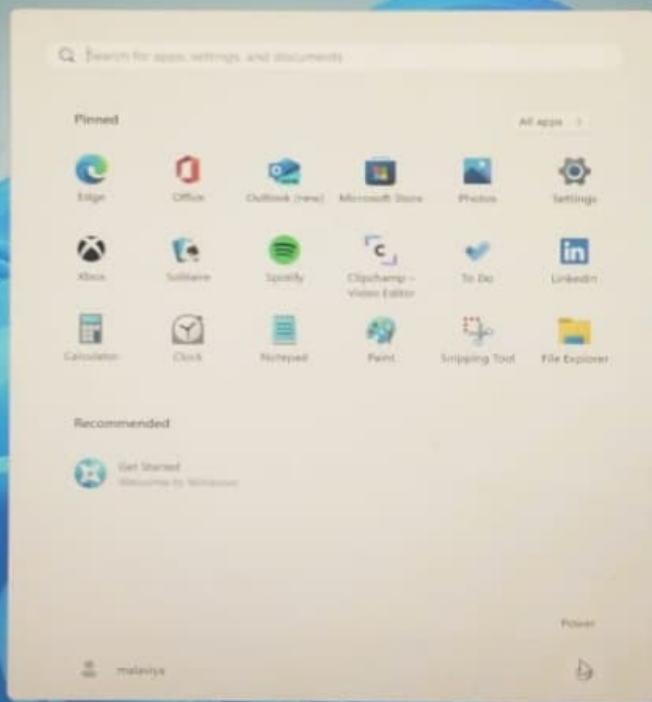 Search for apps, settings, and documents
Pinned
All apps
Edge
Office
Outlook (new)
Microsoft Store
Photos
Settings
Xbox
Solitaire
Spotify
Clipchamp -
Video Editor
To Do
in
LinkedIn
Calculator
Clock
Notepad
Paint
Snipping Tool
File Explorer
Recommended
Get Started
Welcome to Windows
Power
malaviya